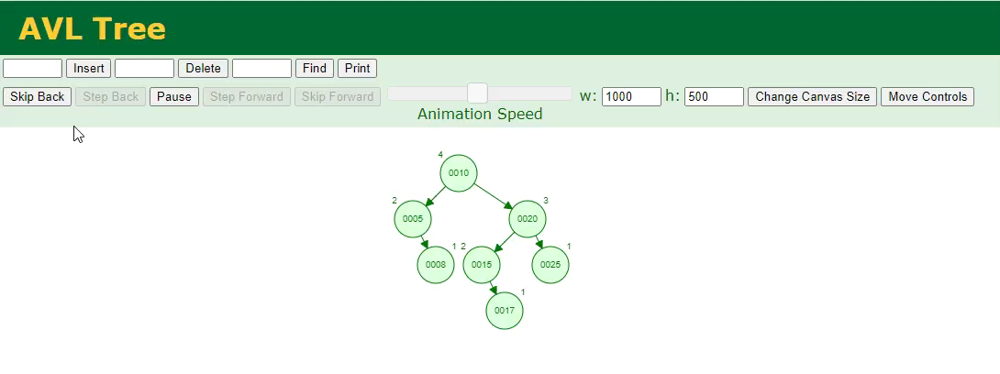 AVL Tree
Insert Delete Find Print
Skip Back Step Back Pause Step Forward Skip Forward w: 1000 h: 500 Change Canvas Size Move Controls
Animation Speed
4
0010
2 3
0005 0020
1 2 1
0008 0015 0025
1
0017